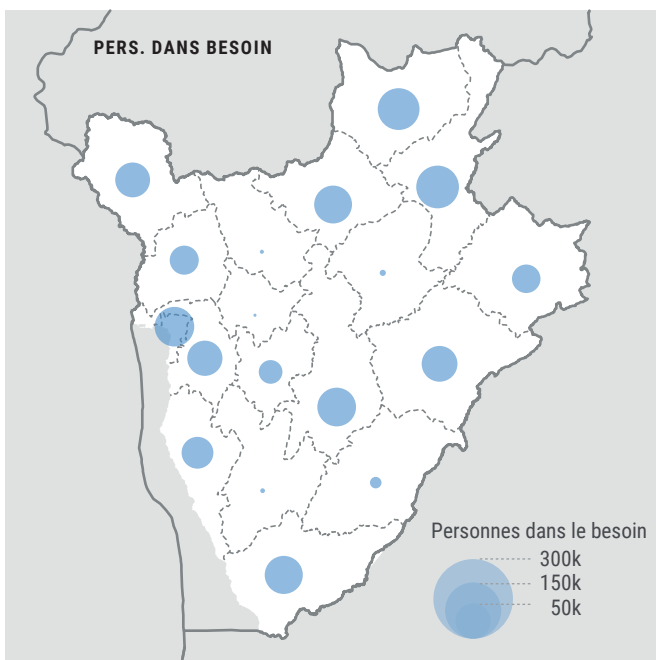 PERS. DANS BESOIN
Personnes dans le besoin
300k
150k
50k